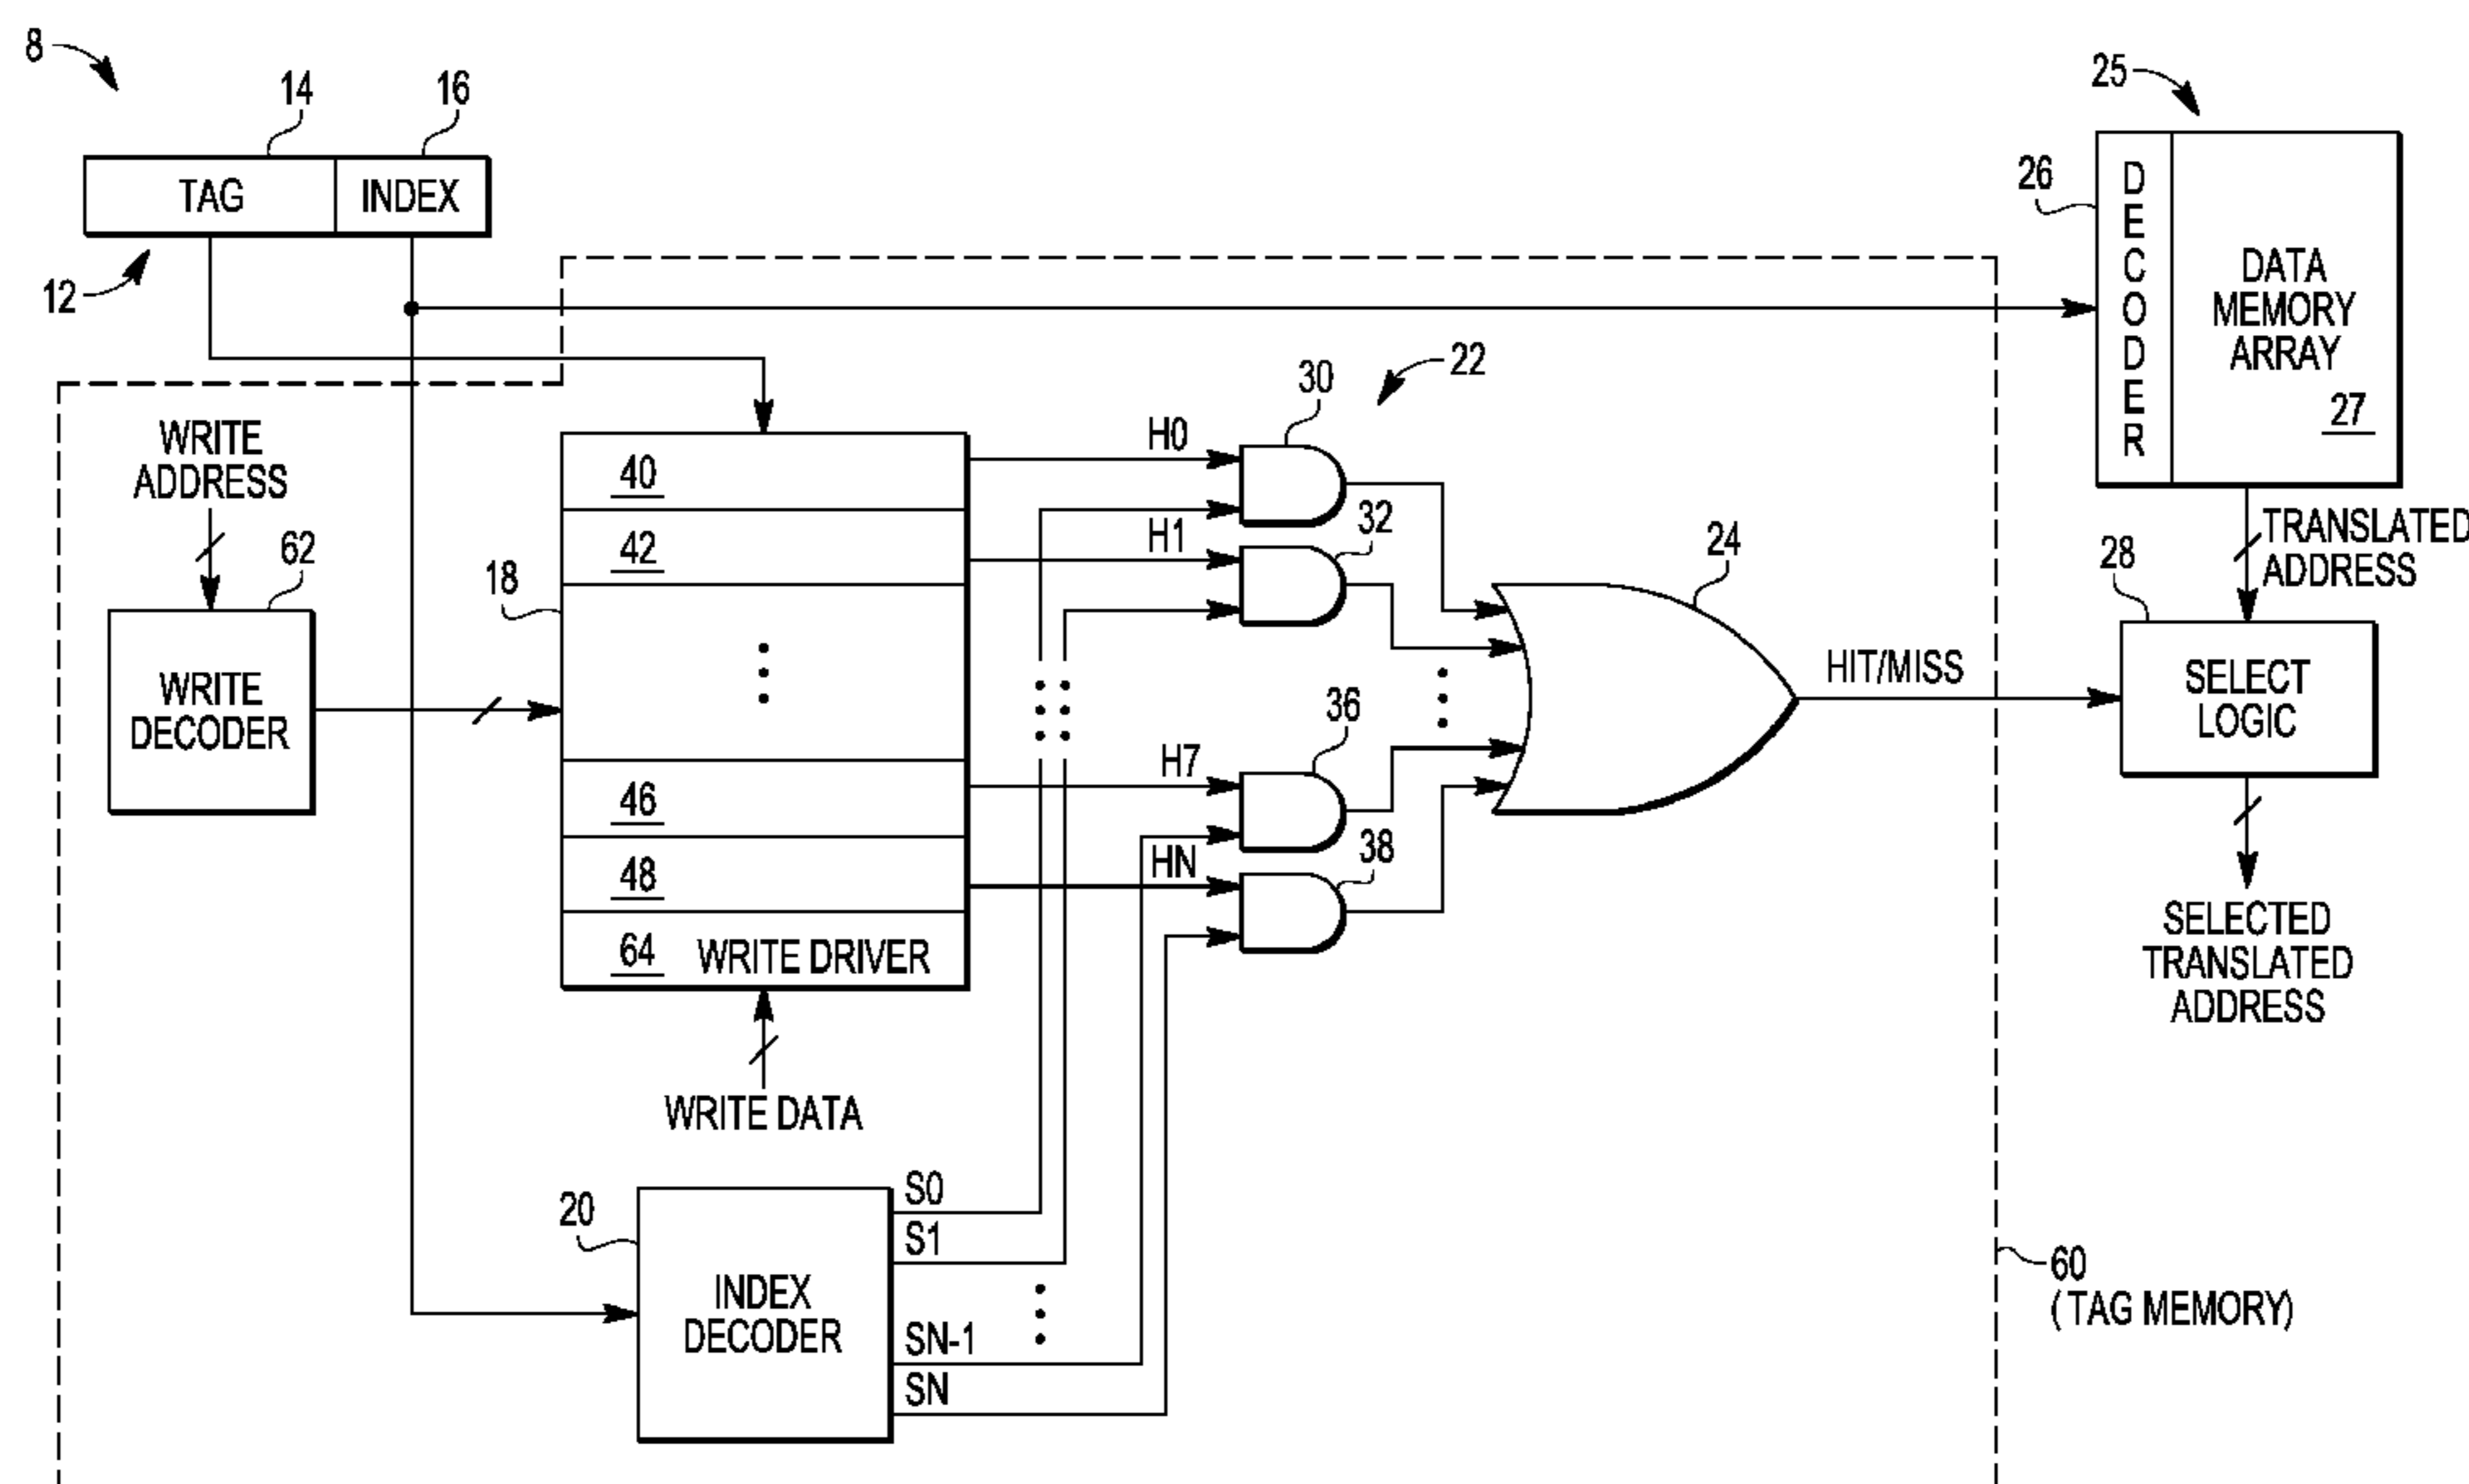 8
14
16
TAG
INDEX
12
25
26
DECODER
DATA
MEMORY
ARRAY
27
WRITE
ADDRESS
62
WRITE
DECODER
18
40
42
46
48
64
WRITE DRIVER
WRITE DATA
H0
H1
H7
HN
22
30
32
36
38
24
HIT/MISS
TRANSLATED
ADDRESS
28
SELECT
LOGIC
SELECTED
TRANSLATED
ADDRESS
20
INDEX
DECODER
S0
S1
SN-1
SN
60
(TAG MEMORY)